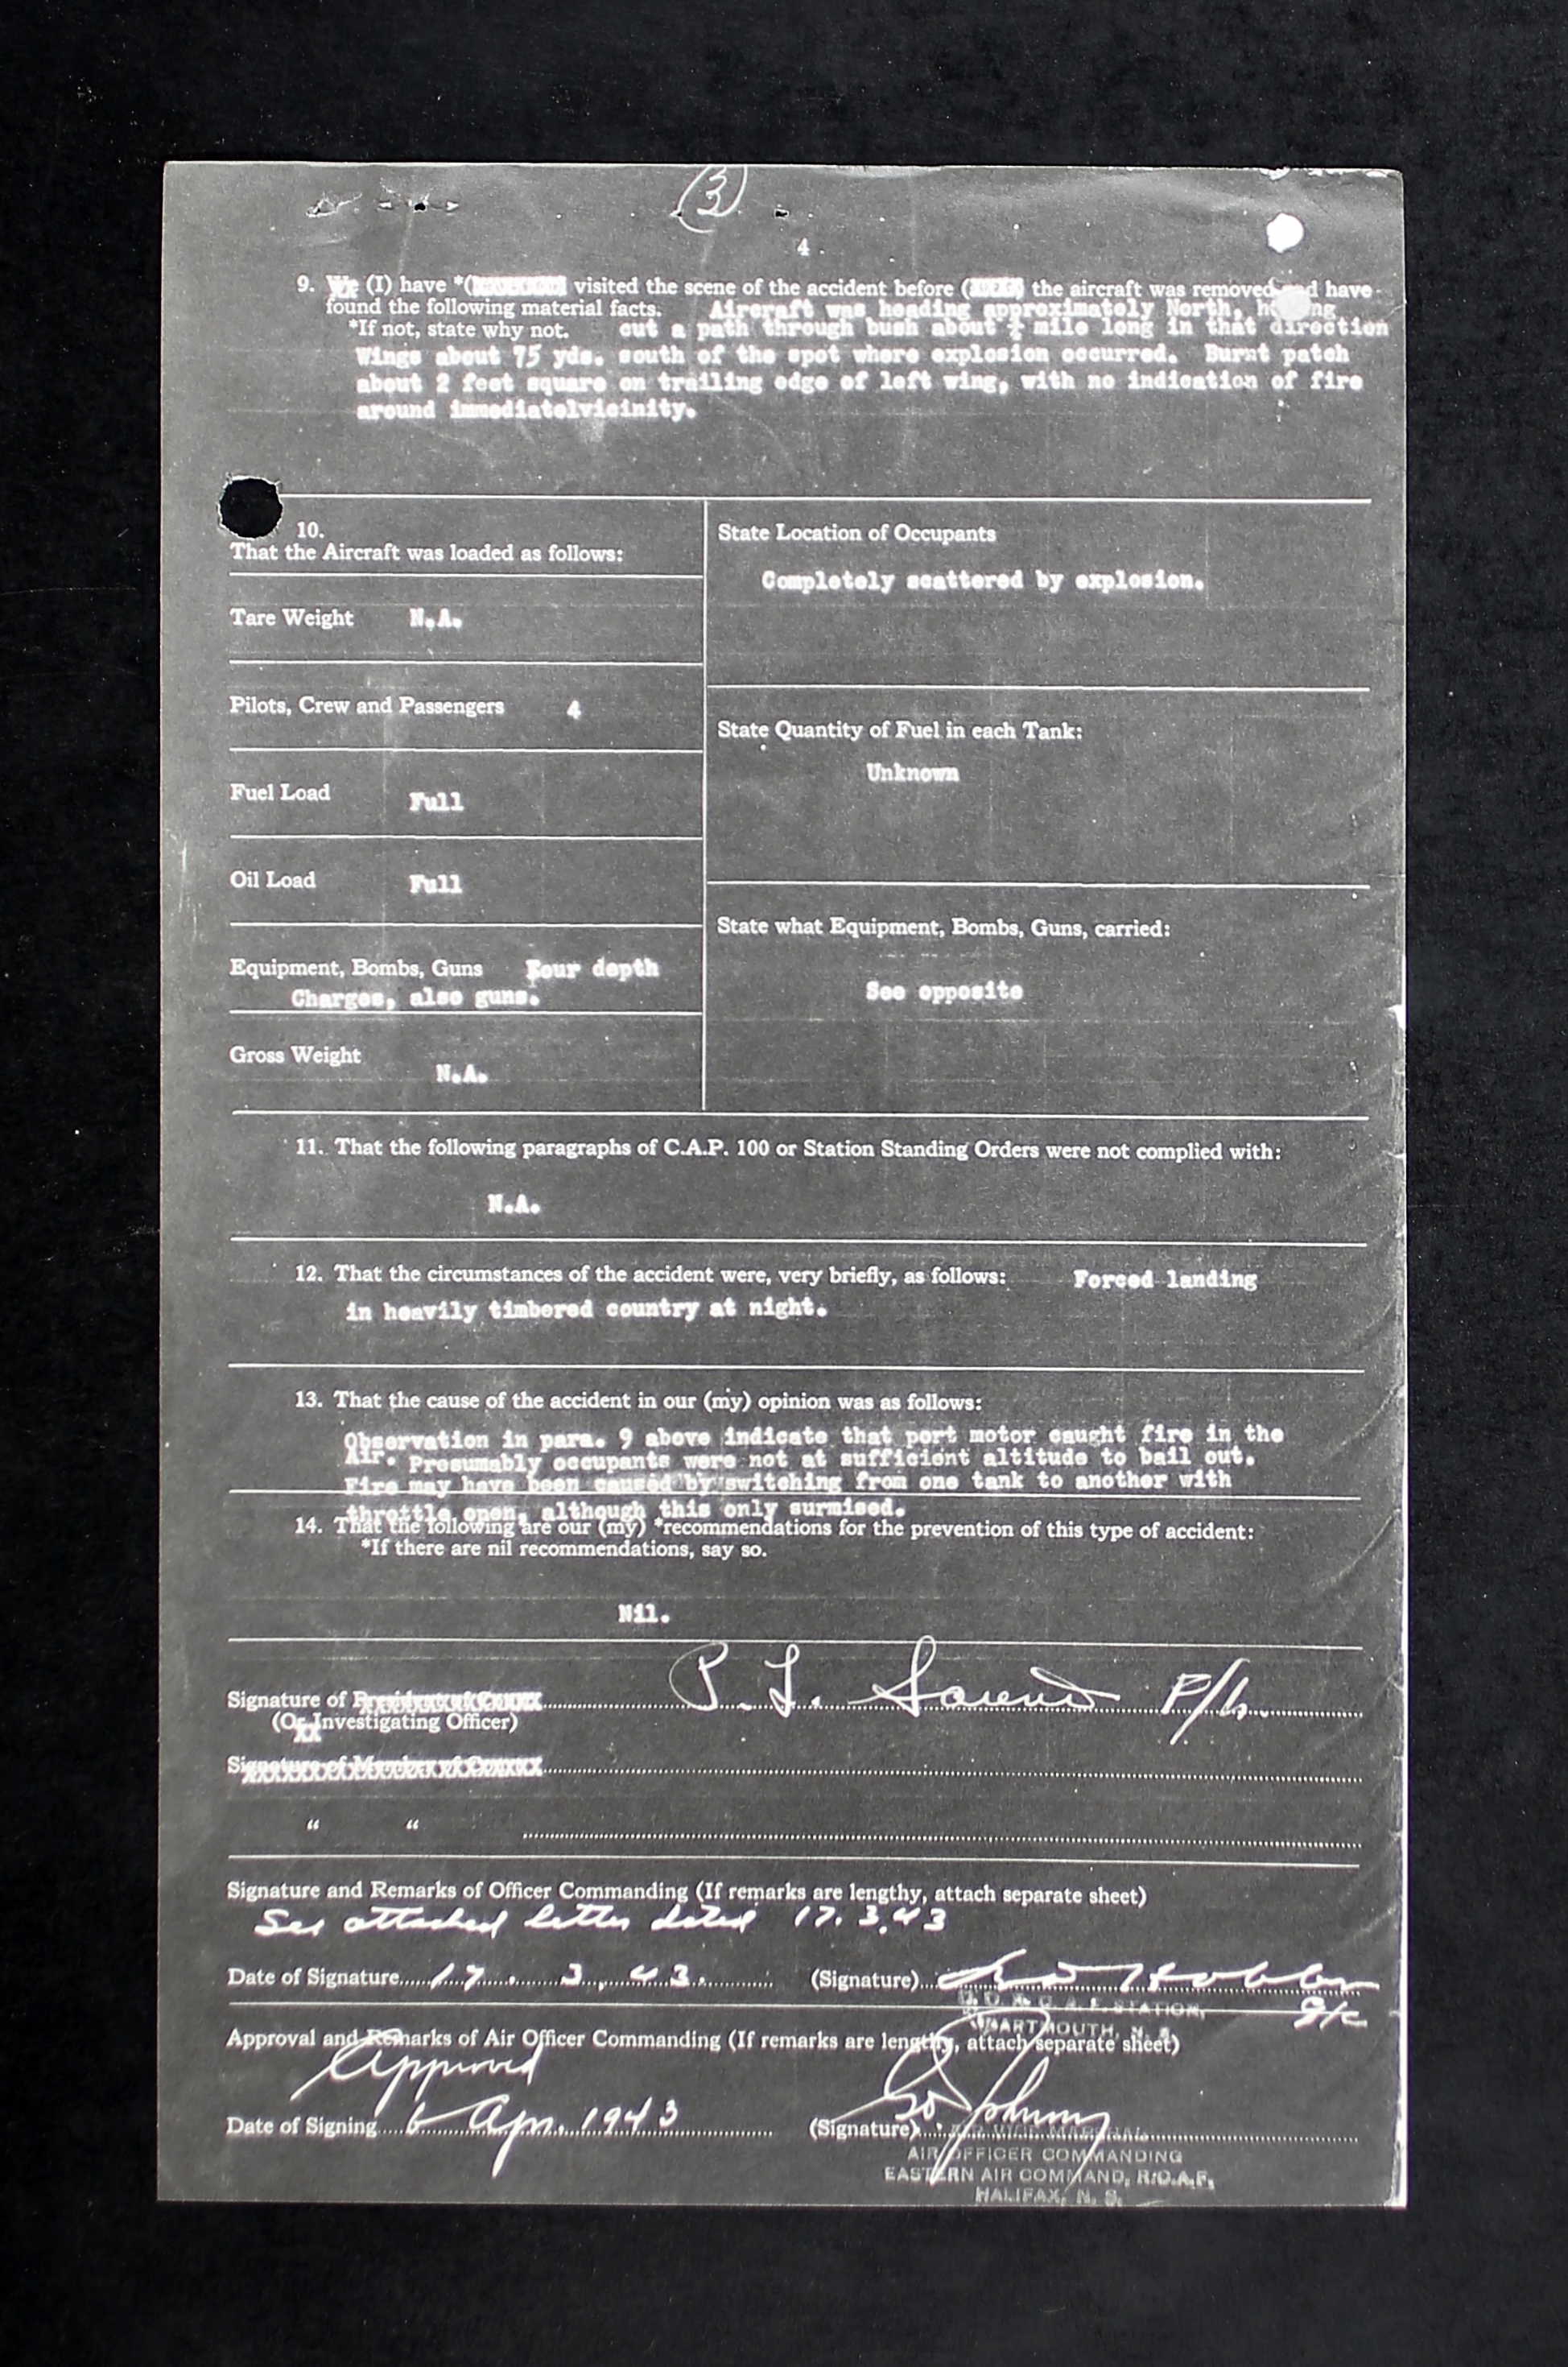 3
4
9. We (I) have *( visited the scene of the accident before ( ) the aircraft was removed and have
found the following material facts. Aircraft was heading approximately North,
*If not, state why not. cut a path through bush about mile long in that direction
Wings about 75 yds. south of the spot where explosion occurred. Burnt patch
about 2 feet square on trailing edge of left wing, with no indication of fire
around immediatelvicinity.
10.
That the Aircraft was loaded as follows:
Tare Weight N.A.
Pilots, Crew and Passengers 4
Fuel Load Full
Oil Load Full
Equipment, Bombs, Guns Four depth
Charges, also guns.
Gross Weight
N.A.
State Location of Occupants
Completely scattered by explosion.
State Quantity of Fuel in each Tank:
Unknown
State what Equipment, Bombs, Guns, carried:
See opposite
11. That the following paragraphs of C.A.P. 100 or Station Standing Orders were not complied with:
N.A.
12. That the circumstances of the accident were, very briefly, as follows: Forced landing
in heavily timbered country at night.
13. That the cause of the accident in our (my) opinion was as follows:
Observation in para. 9 above indicate that port motor caught fire in the
Air. Presumably occupants were not at sufficient altitude to bail out.
Fire may have been caused by switching from one tank to another with
throttle open, although this only surmised.
14. That the following are our (my) *recommendations for the prevention of this type of accident:
*If there are nil recommendations, say so.
Nil.
Signature of President of Court P.
(Or Investigating Officer)
Signature of Members of Court
" "
Signature and Remarks of Officer Commanding (If remarks are lengthy, attach separate sheet)
See attached letter dated 17.3.43
Date of Signature 17. 3. 43. (Signature)
STATION,
DARTMOUTH, N. S.
Approval and Remarks of Air Officer Commanding (If remarks are lengthy, attach separate sheet)
Approved
Date of Signing 6 Apr. 1943 (Signature)
AIR VICE MARSHAL
AIR OFFICER COMMANDING
EASTERN AIR COMMAND, R.C.A.F.
HALIFAX, N. S.